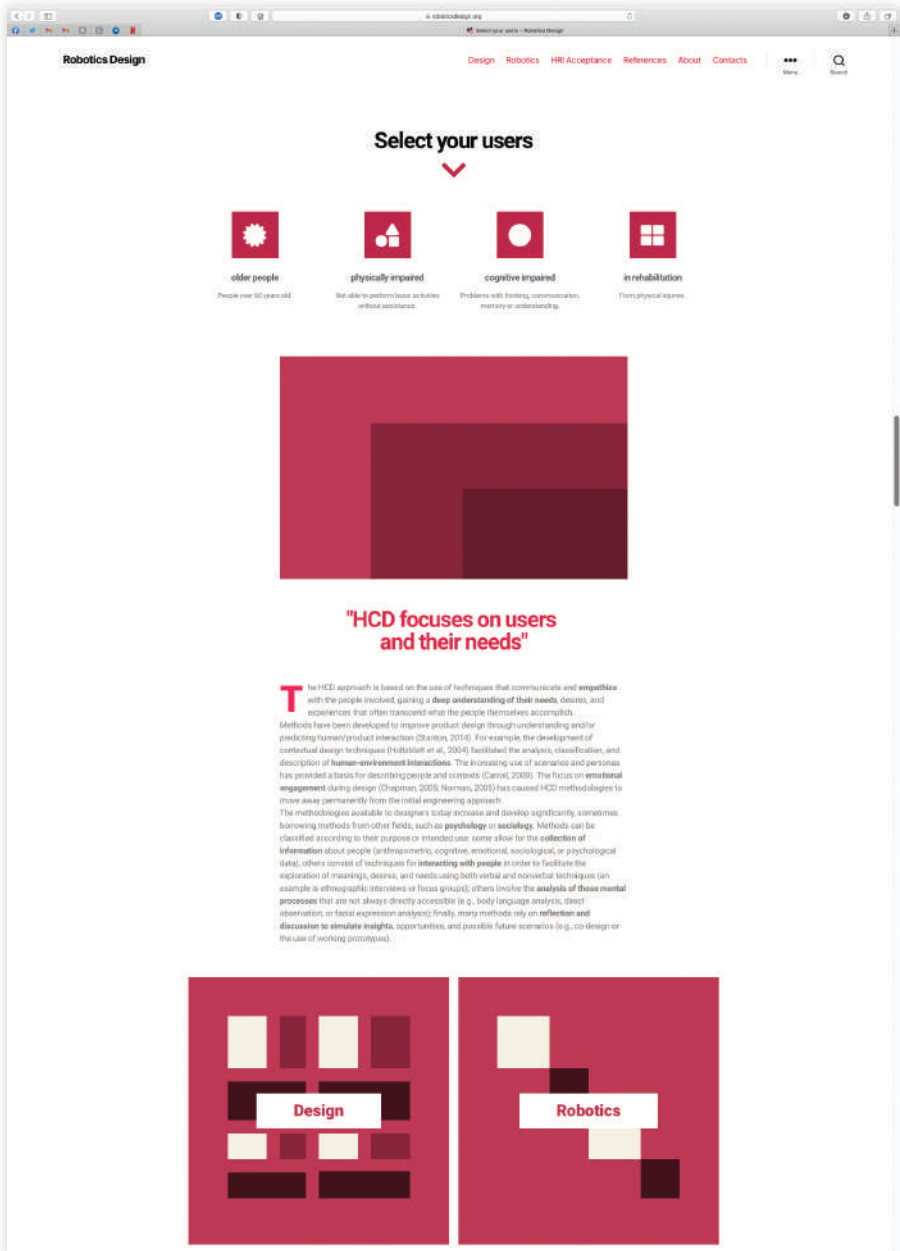 roboticsdesign.org
Select your users – Robotics Design
Robotics Design
Design Robotics HRI Acceptance References About Contacts
Menu
Search
Select your users
older people
People over 60 years old.
physically impaired
Not able to perform basic activities
without assistance.
cognitive impaired
Problems with thinking, communication,
memory or understanding.
in rehabilitation
From physical injuries.
"HCD focuses on users
and their needs"
The HCD approach is based on the use of techniques that communicate and empathize
with the people involved, gaining a deep understanding of their needs, desires, and
experiences that often transcend what the people themselves accomplish.
Methods have been developed to improve product design through understanding and/or
predicting human/product interaction (Stanton, 2014). For example, the development of
contextual design techniques (Holtzblatt et al., 2004) facilitated the analysis, classification, and
description of human-environment interactions. The increasing use of scenarios and personas
has provided a basis for describing people and contexts (Carroll, 2000). The focus on emotional
engagement during design (Chapman, 2005; Norman, 2005) has caused HCD methodologies to
move away permanently from the initial engineering approach.
The methodologies available to designers today increase and develop significantly, sometimes
borrowing methods from other fields, such as psychology or sociology. Methods can be
classified according to their purpose or intended use: some allow for the collection of
information about people (anthropometric, cognitive, emotional, sociological, or psychological
data), others consist of techniques for interacting with people in order to facilitate the
exploration of meanings, desires, and needs using both verbal and nonverbal techniques (an
example is ethnographic interviews or focus groups); others involve the analysis of those mental
processes that are not always directly accessible (e.g., body language analysis, direct
observation, or facial expression analysis); finally, many methods rely on reflection and
discussion to simulate insights, opportunities, and possible future scenarios (e.g., co-design or
the use of working prototypes).
Design
Robotics